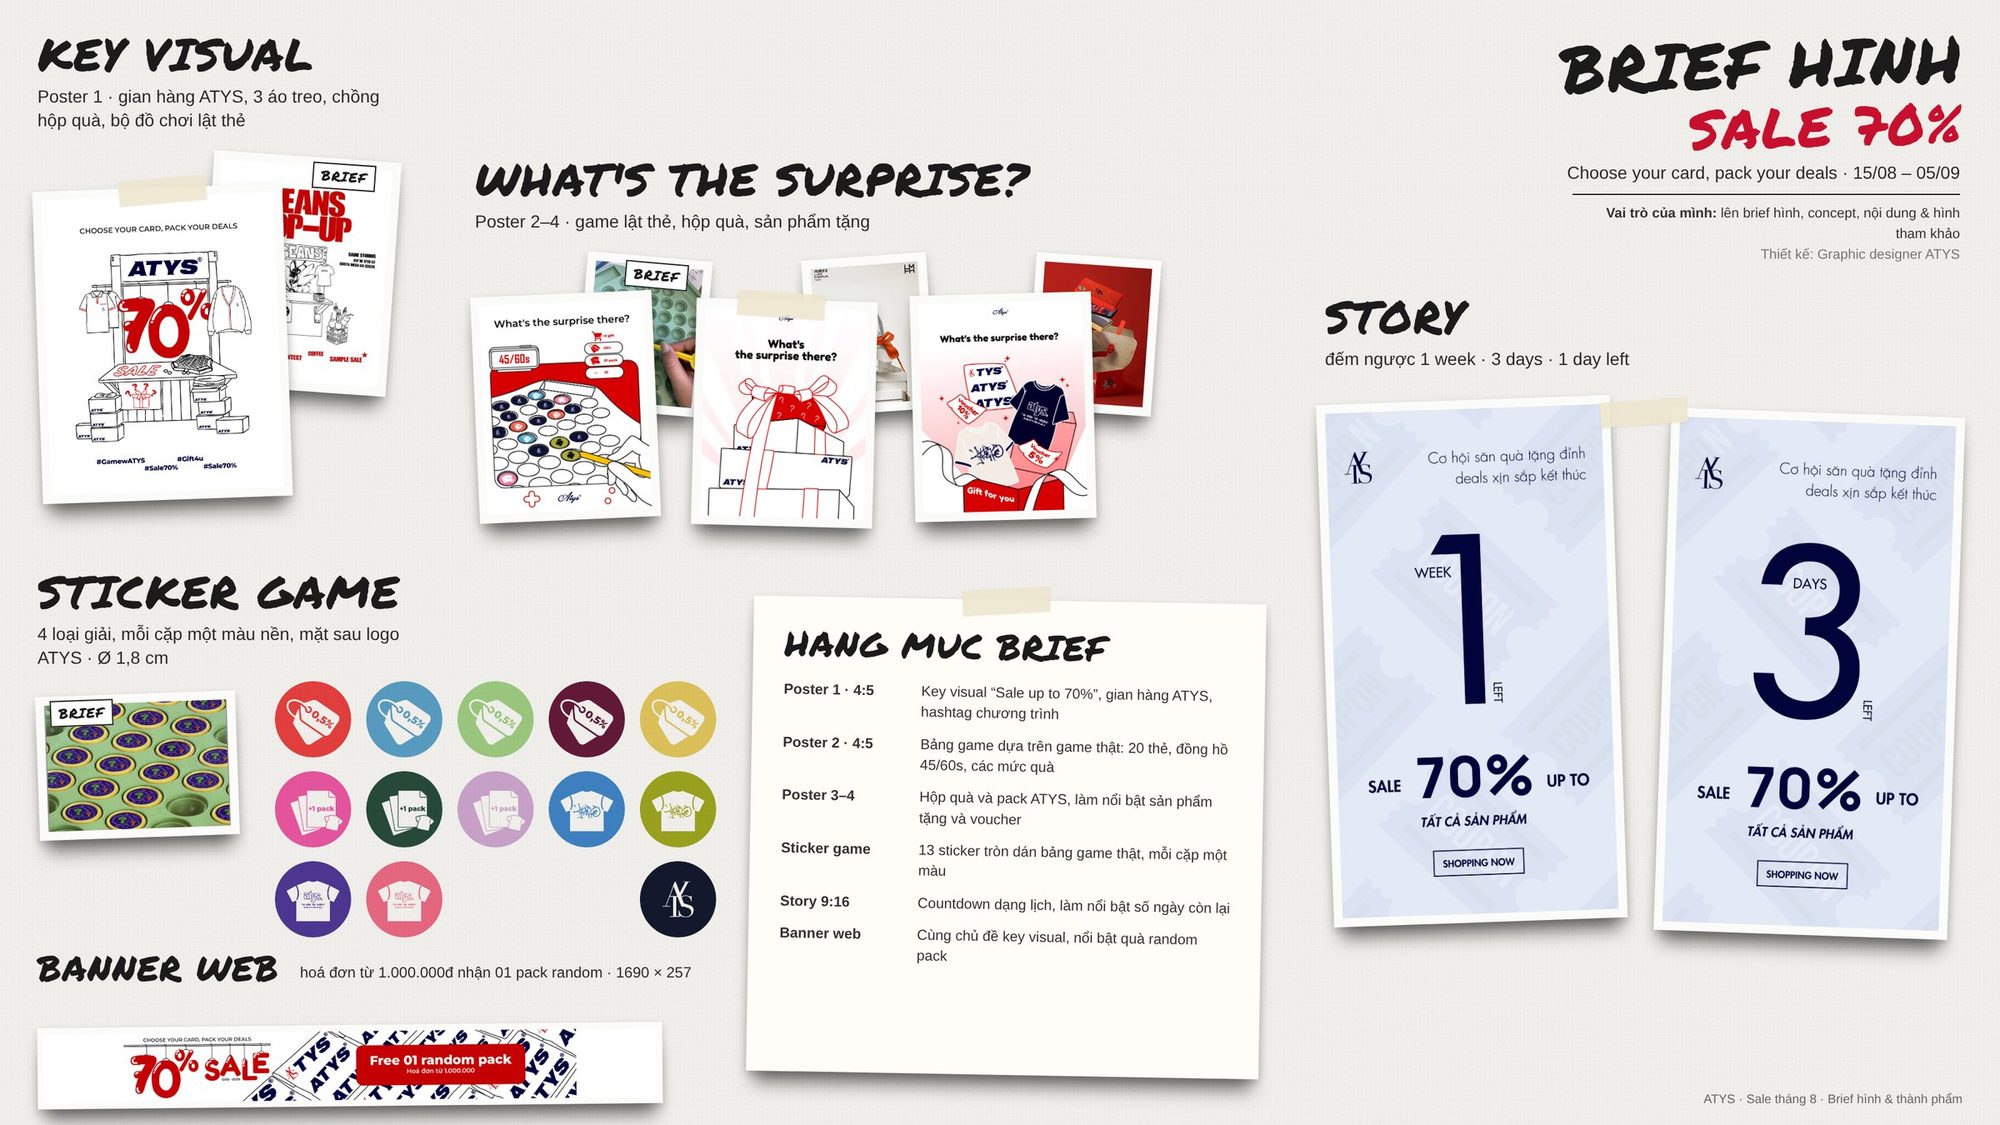 KEY VISUAL
Poster 1 · gian hàng ATYS, 3 áo treo, chồng
hộp quà, bộ đồ chơi lật thẻ
BRIEF
EANS
OP-UP
CONTEST COFFEE SAMPLE SALE
CHOOSE YOUR CARD, PACK YOUR DEALS
ATYS
70%
SALE
#GamewATYS #Gift4u
#Sale70% #Sale70%
WHAT'S THE SURPRISE?
Poster 2–4 · game lật thẻ, hộp quà, sản phẩm tặng
BRIEF
What's the surprise there?
45/60s
Atys
What's
the surprise there?
ATYS
What's the surprise there?
ATYS
Voucher 10%
Voucher 5%
Gift for you
BRIEF HINH
SALE 70%
Choose your card, pack your deals · 15/08 – 05/09
Vai trò của mình: lên brief hình, concept, nội dung & hình
tham khảo
Thiết kế: Graphic designer ATYS
STORY
đếm ngược 1 week · 3 days · 1 day left
AYIS
Cơ hội săn quà tặng đỉnh
deals xịn sắp kết thúc
1
WEEK
LEFT
SALE 70% UP TO
TẤT CẢ SẢN PHẨM
SHOPPING NOW
Cơ hội săn quà tặng đỉnh
deals xịn sắp kết thúc
3
DAYS
LEFT
SALE 70% UP TO
TẤT CẢ SẢN PHẨM
SHOPPING NOW
STICKER GAME
4 loại giải, mỗi cặp một màu nền, mặt sau logo
ATYS · Ø 1,8 cm
BRIEF
0,5% 0,5% 0,5% 0,5% 0,5%
+1 pack +1 pack +1 pack
HANG MUC BRIEF
Poster 1 · 4:5 Key visual “Sale up to 70%”, gian hàng ATYS,
hashtag chương trình
Poster 2 · 4:5 Bảng game dựa trên game thật: 20 thẻ, đồng hồ
45/60s, các mức quà
Poster 3–4 Hộp quà và pack ATYS, làm nổi bật sản phẩm
tặng và voucher
Sticker game 13 sticker tròn dán bảng game thật, mỗi cặp một
màu
Story 9:16 Countdown dạng lịch, làm nổi bật số ngày còn lại
Banner web Cùng chủ đề key visual, nổi bật quà random
pack
BANNER WEB
hoá đơn từ 1.000.000đ nhận 01 pack random · 1690 × 257
CHOOSE YOUR CARD, PACK YOUR DEALS
70% SALE
ATYS
Free 01 random pack
Hoá đơn từ 1.000.000
ATYS · Sale tháng 8 · Brief hình & thành phẩm